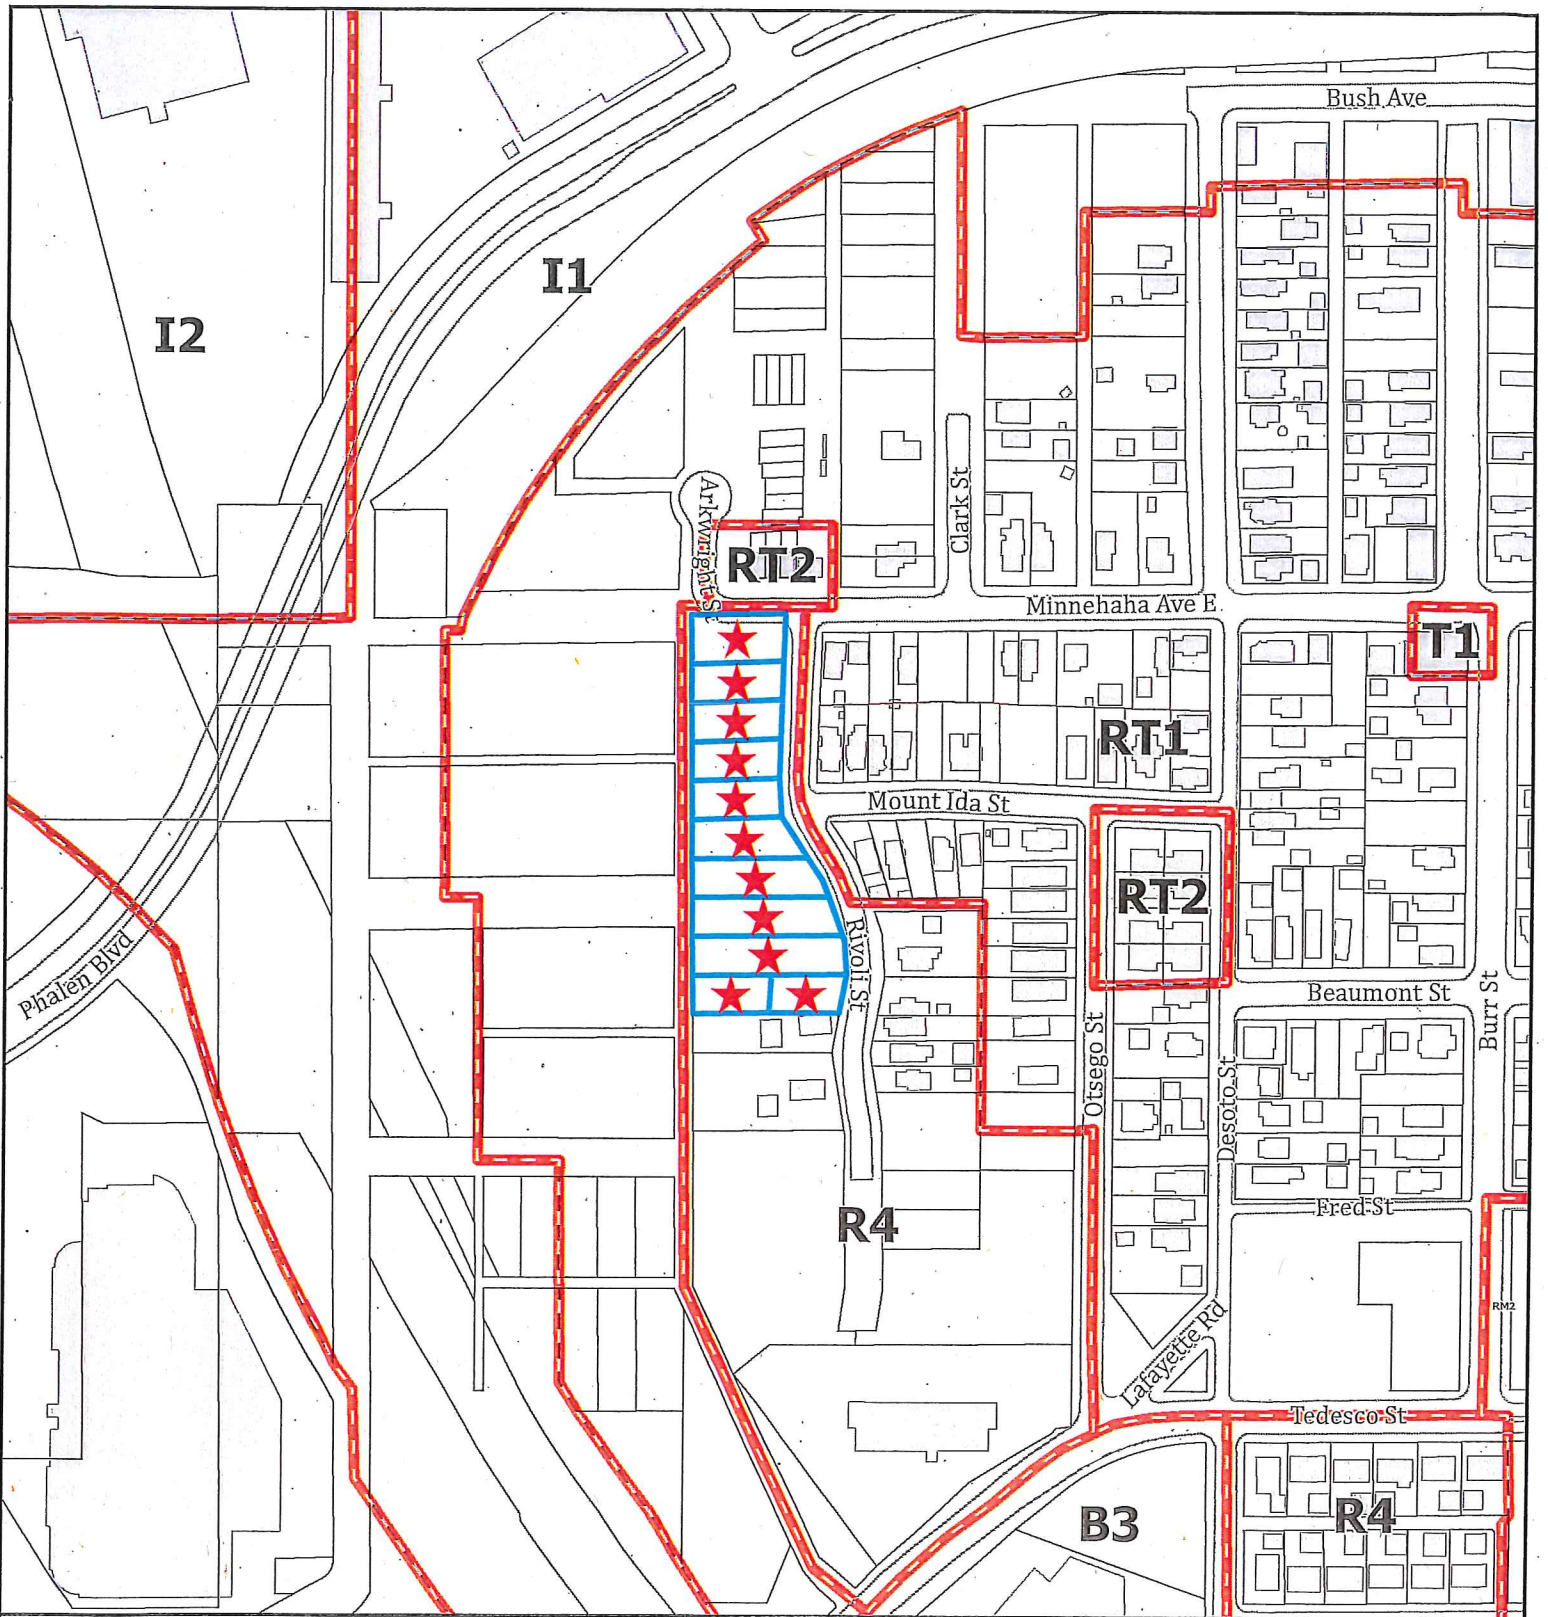 Bush Ave
I1
I2
Clark St
Arkwright St
RT2
Minnehaha Ave E
T1
RT1
Mount Ida St
RT2
Rivoli St
Phalen Blvd
Beaumont St
Burr St
Otsego St
Desoto St
Fred St
R4
RM2
Lafayette Rd
Tedesco St
B3
R4